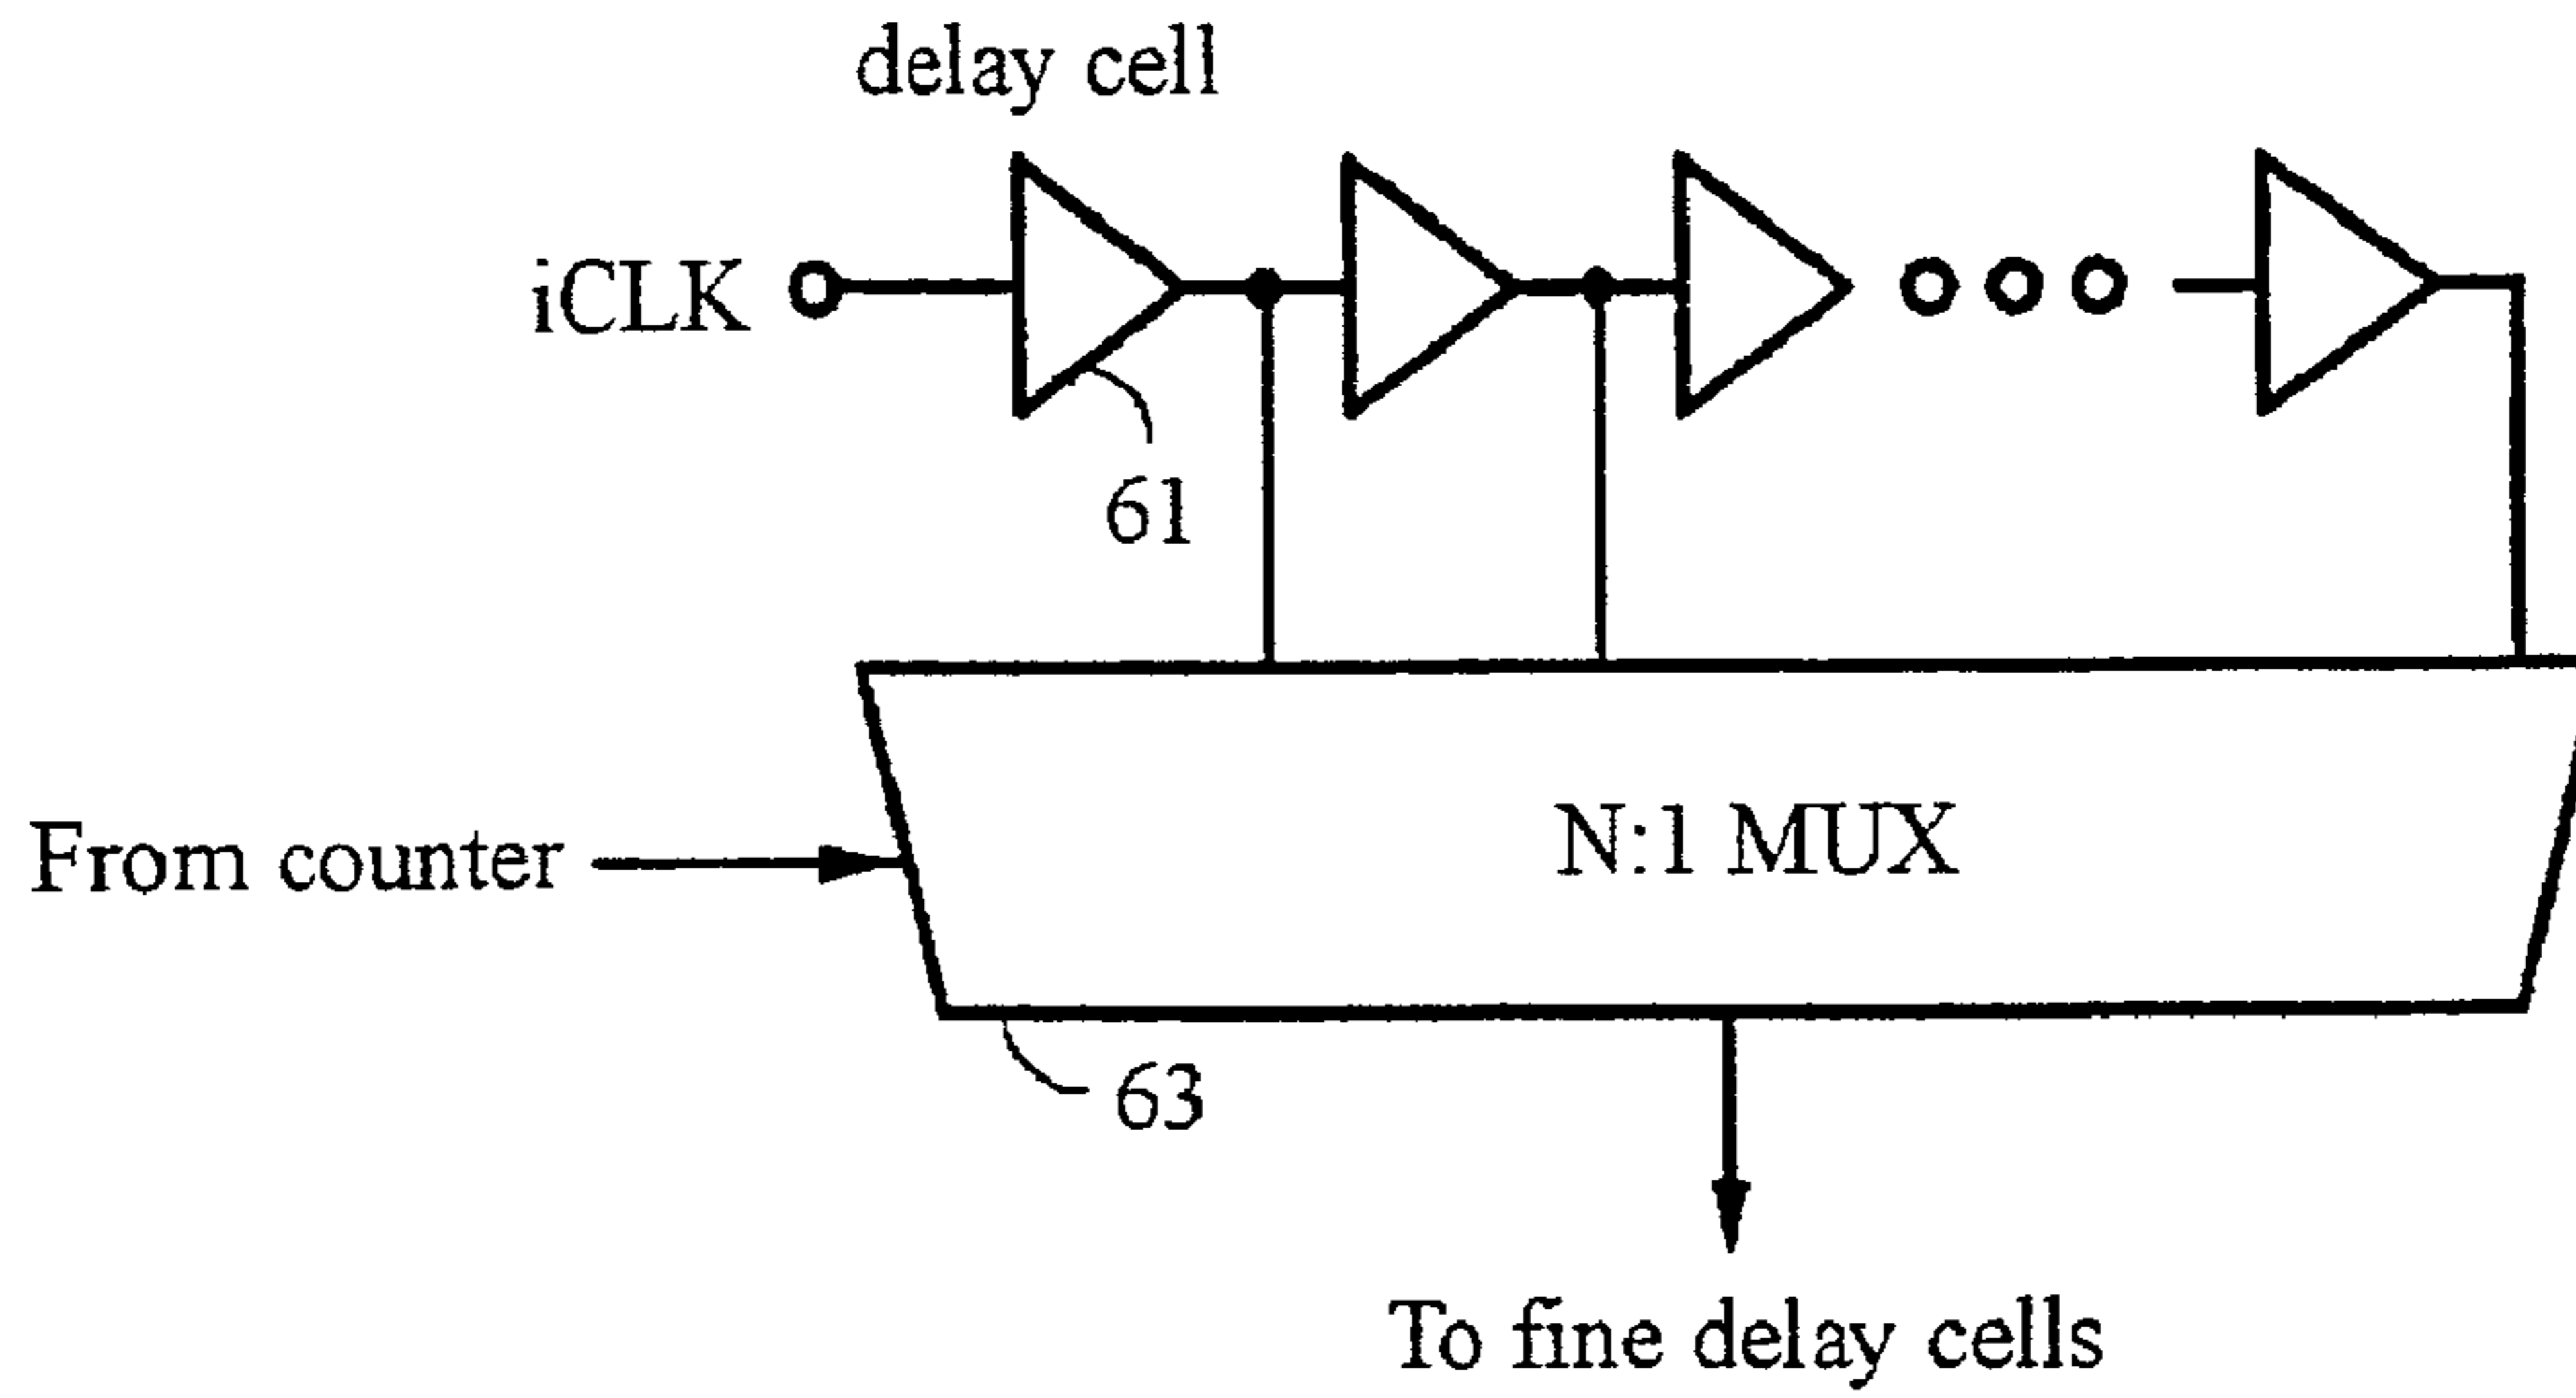 delay cell
iCLK
61
From counter
N:1 MUX
63
To fine delay cells